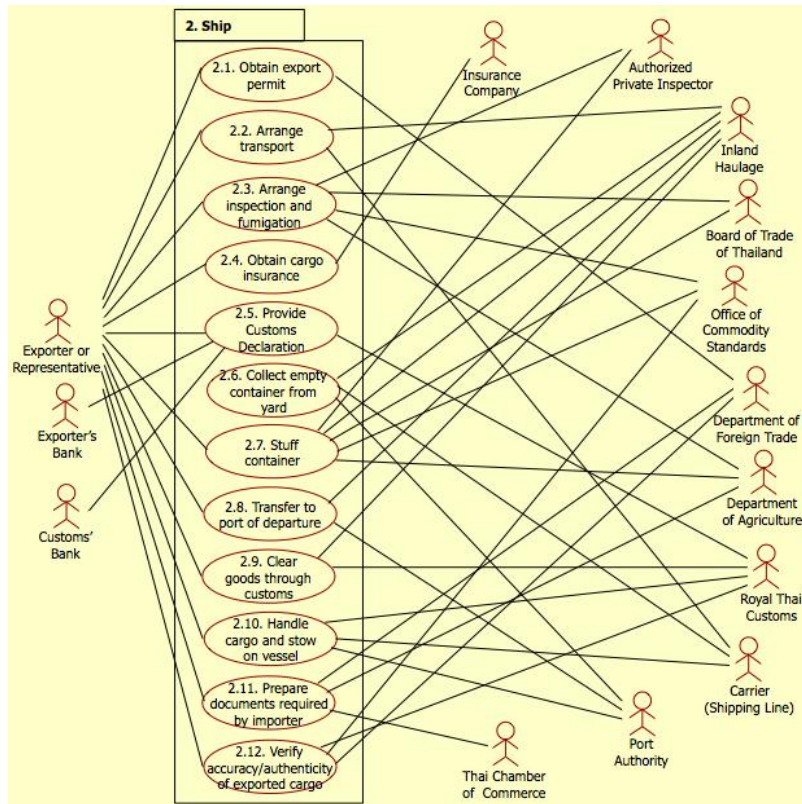 2. Ship
2.1. Obtain export
permit
2.2. Arrange
transport
2.3. Arrange
inspection and
fumigation
2.4. Obtain cargo
insurance
2.5. Provide
Customs
Declaration
2.6. Collect empty
container from
yard
2.7. Stuff
container
2.8. Transfer to
port of departure
2.9. Clear
goods through
customs
2.10. Handle
cargo and stow
on vessel
2.11. Prepare
documents required
by importer
2.12. Verify
accuracy/authenticity
of exported cargo
Exporter or
Representative
Exporter's
Bank
Customs'
Bank
Insurance
Company
Authorized
Private Inspector
Inland
Haulage
Board of Trade
of Thailand
Office of
Commodity
Standards
Department of
Foreign Trade
Department
of Agriculture
Royal Thai
Customs
Carrier
(Shipping Line)
Port
Authority
Thai Chamber
of Commerce